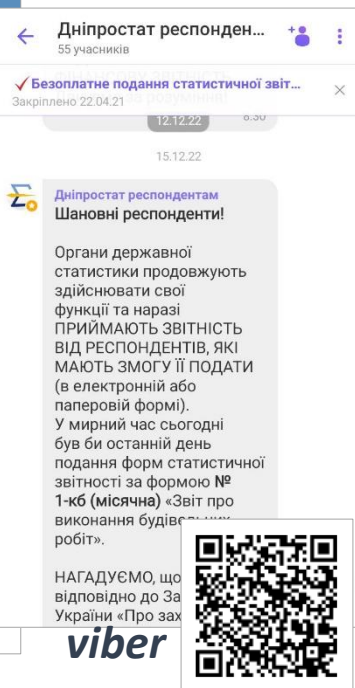 Дніпростат респонден...
55 учасників
Безоплатне подання статистичної звіт...
Закріплено 22.04.21
12.12.22
8:30
15.12.22
Дніпростат респондентам
Шановні респонденти!
Органи державної
статистики продовжують
здійснювати свої
функції та наразі
ПРИЙМАЮТЬ ЗВІТНІСТЬ
ВІД РЕСПОНДЕНТІВ, ЯКІ
МАЮТЬ ЗМОГУ ЇЇ ПОДАТИ
(в електронній або
паперовій формі).
У мирний час сьогодні
був би останній день
подання форм статистичної
звітності за формою №
1-кб (місячна) «Звіт про
виконання будівельних
робіт».
НАГАДУЄМО, що
відповідно до За
України «Про зах
viber